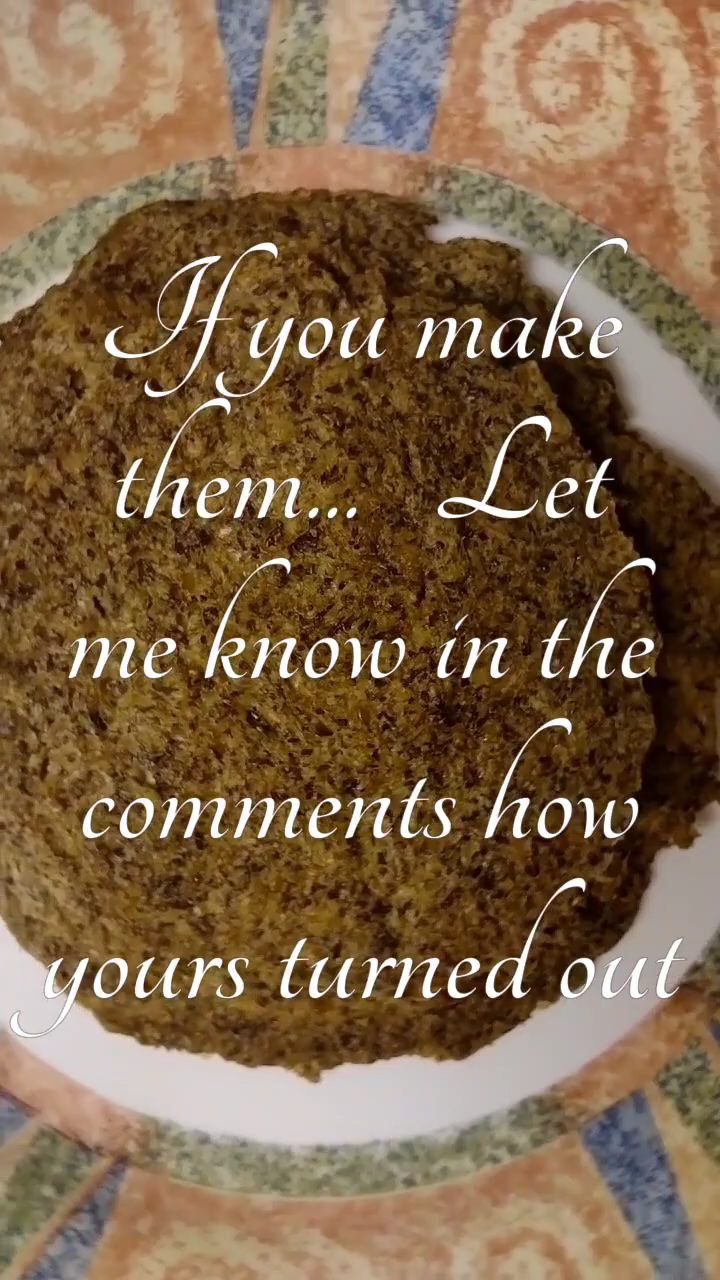 If you make
them... Let
me know in the
comments how
yours turned out